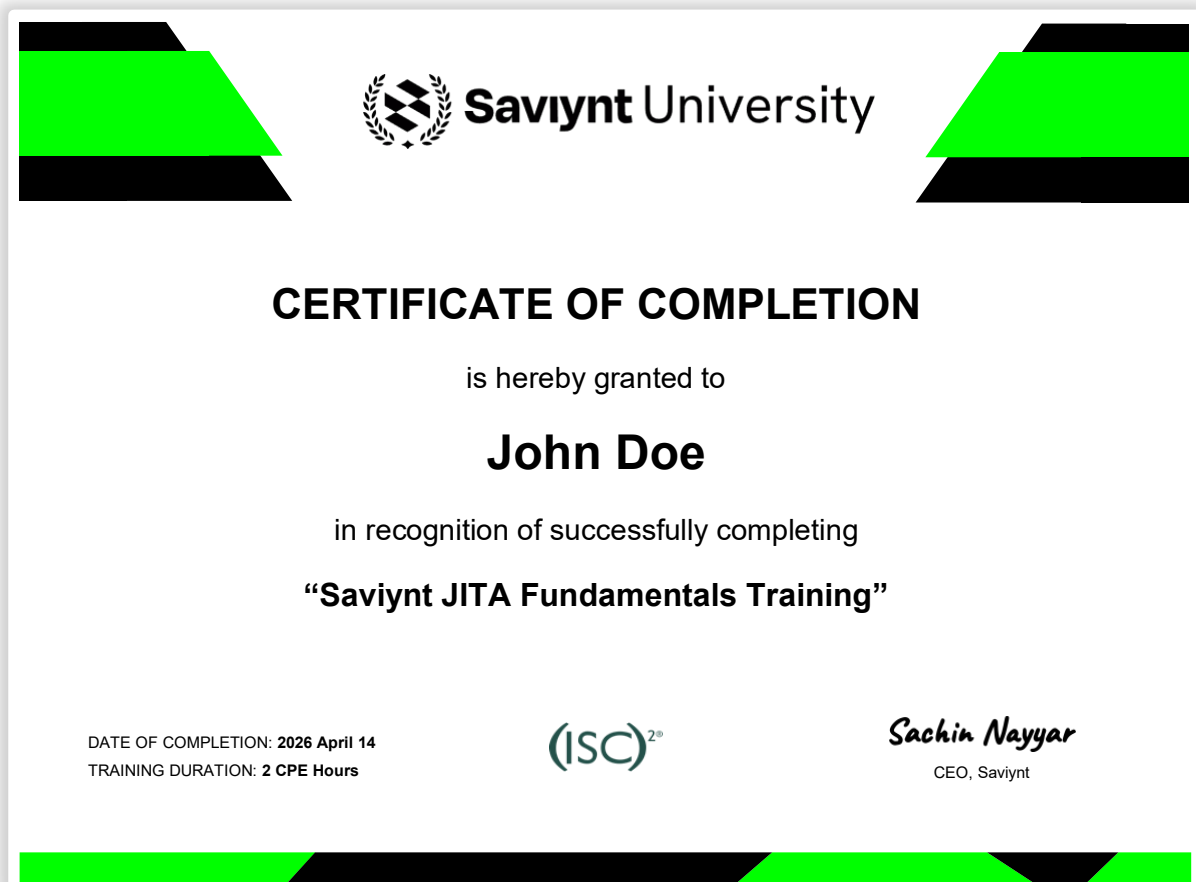 Savıynt University
CERTIFICATE OF COMPLETION
is hereby granted to
John Doe
in recognition of successfully completing
“Saviynt JITA Fundamentals Training”
DATE OF COMPLETION: 2026 April 14
TRAINING DURATION: 2 CPE Hours
(ISC)²®
Sachin Nayyar
CEO, Saviynt